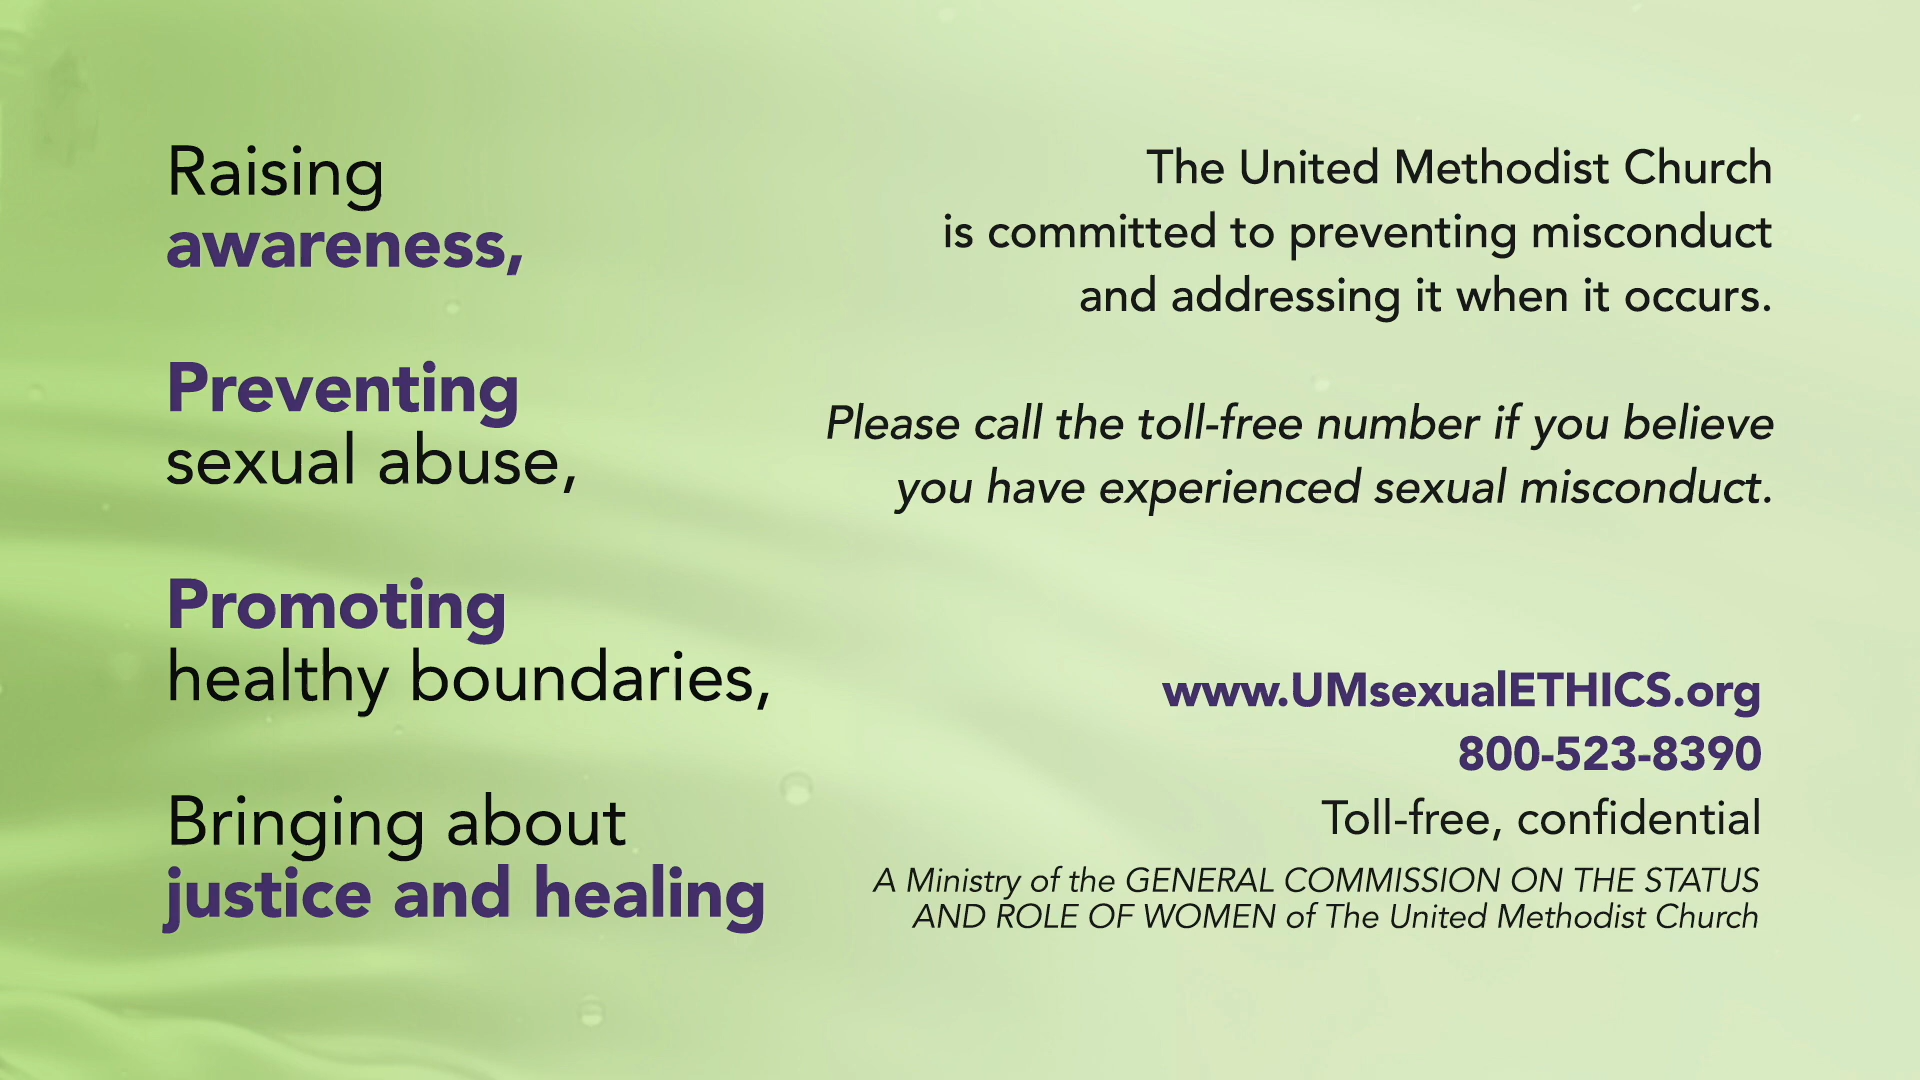 Raising
awareness,
Preventing
sexual abuse,
Promoting
healthy boundaries,
Bringing about
justice and healing
The United Methodist Church
is committed to preventing misconduct
and addressing it when it occurs.
Please call the toll-free number if you believe
you have experienced sexual misconduct.
www.UMsexualETHICS.org
800-523-8390
Toll-free, confidential
A Ministry of the GENERAL COMMISSION ON THE STATUS
AND ROLE OF WOMEN of The United Methodist Church